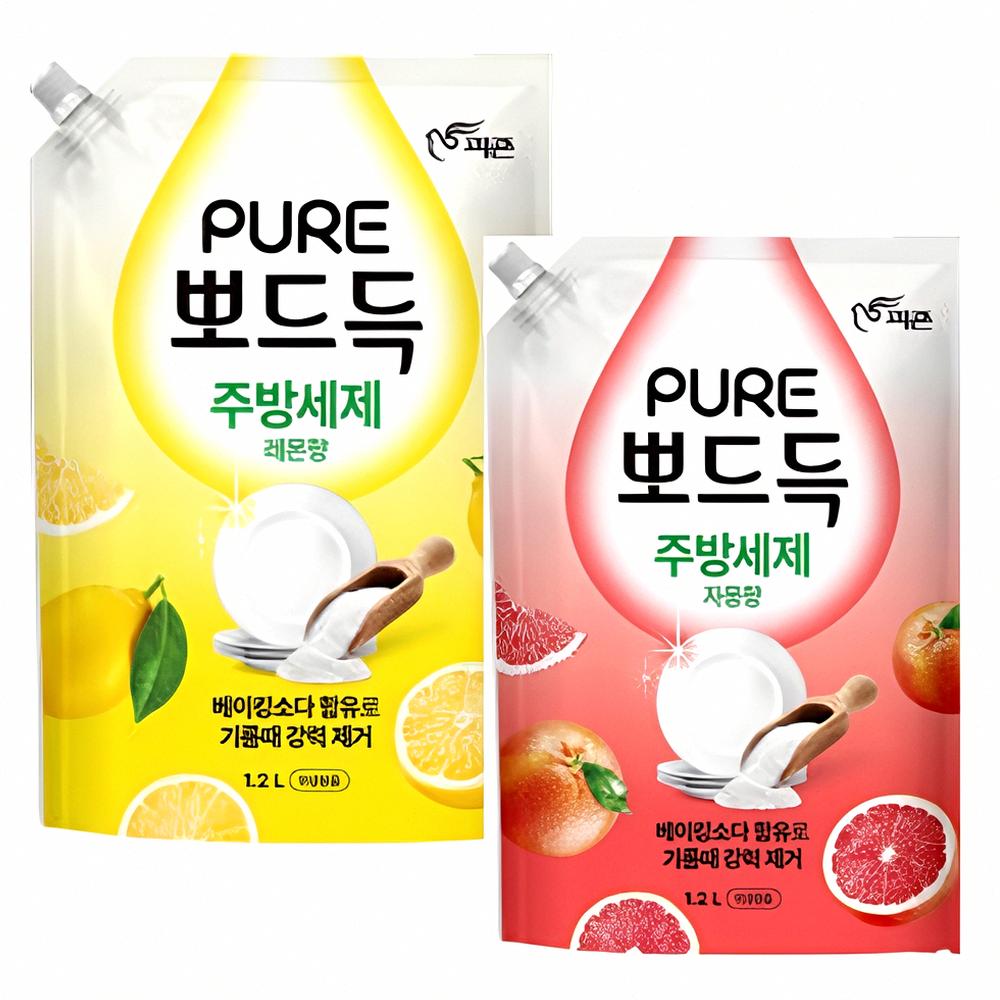 피죤
PURE
뽀드득
주방세제
레몬향
베이킹소다 함유로
기름때 강력 제거
1.2 L
피죤
PURE
뽀드득
주방세제
자몽향
베이킹소다 함유로
기름때 강력 제거
1.2 L